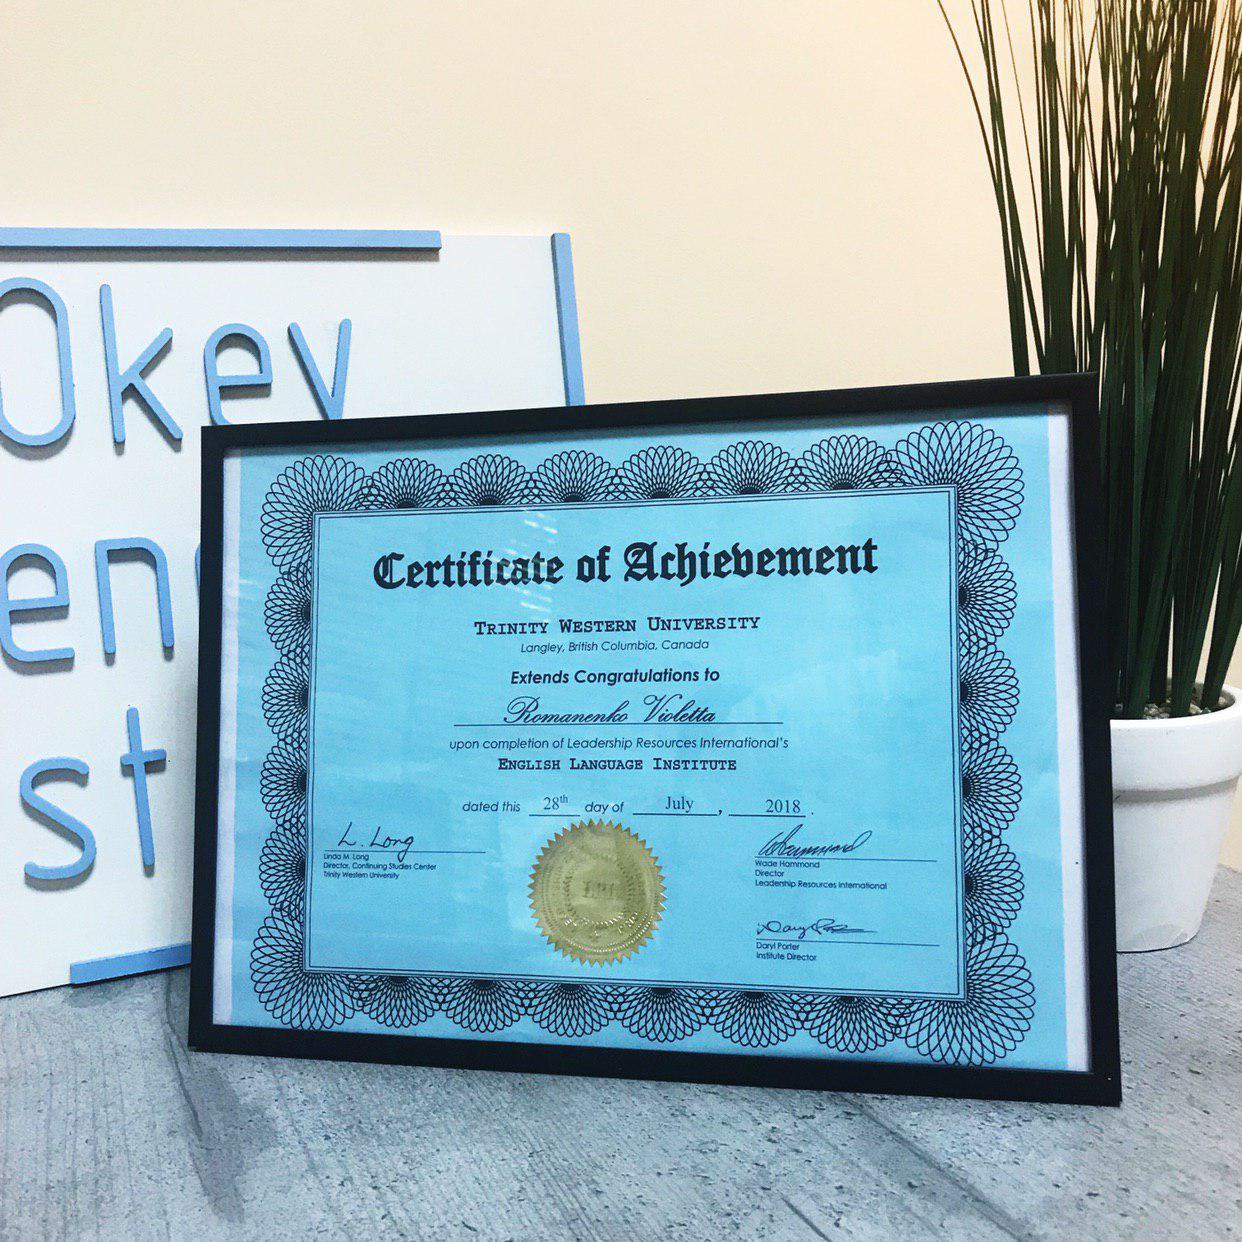 Okey
en
st
Certificate of Achievement
TRINITY WESTERN UNIVERSITY
Langley, British Columbia, Canada
Extends Congratulations to
Romanenko Violetta
upon completion of Leadership Resources International's
ENGLISH LANGUAGE INSTITUTE
dated this 28th day of July, 2018.
L. Long
Linda M. Long
Director, Continuing Studies Center
Trinity Western University
Wade Hammond
Director
Leadership Resources International
Daryl Porter
Institute Director